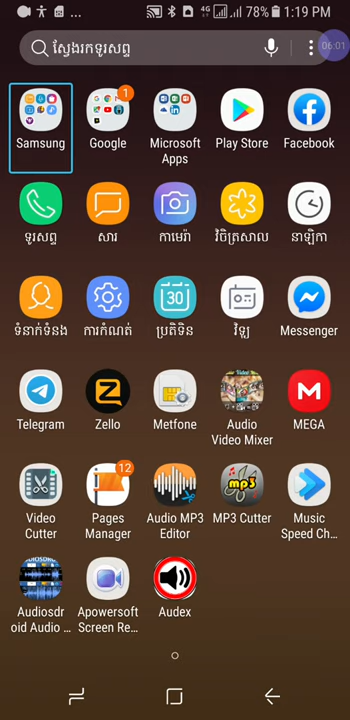 4G 78% 1:19 PM
ស្វែងរកទូរសព្ទ
06:01
1
Samsung Google Microsoft Apps Play Store Facebook
ទូរសព្ទ សារ កាមេរ៉ា វិចិត្រសាល នាឡិកា
30
ទំនាក់ទំនង ការកំណត់ ប្រតិទិន វិទ្យុ Messenger
Telegram Zello Metfone Audio Video Mixer MEGA
12
mp3
Video Cutter Pages Manager Audio MP3 Editor MP3 Cutter Music Speed Ch...
Audiosdr oid Audio ... Apowersoft Screen Re... Audex